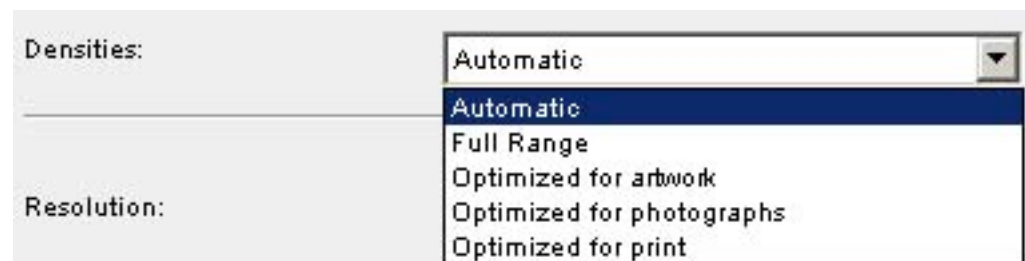 Densities:
Automatic
Automatic
Full Range
Optimized for artwork
Resolution:
Optimized for photographs
Optimized for print